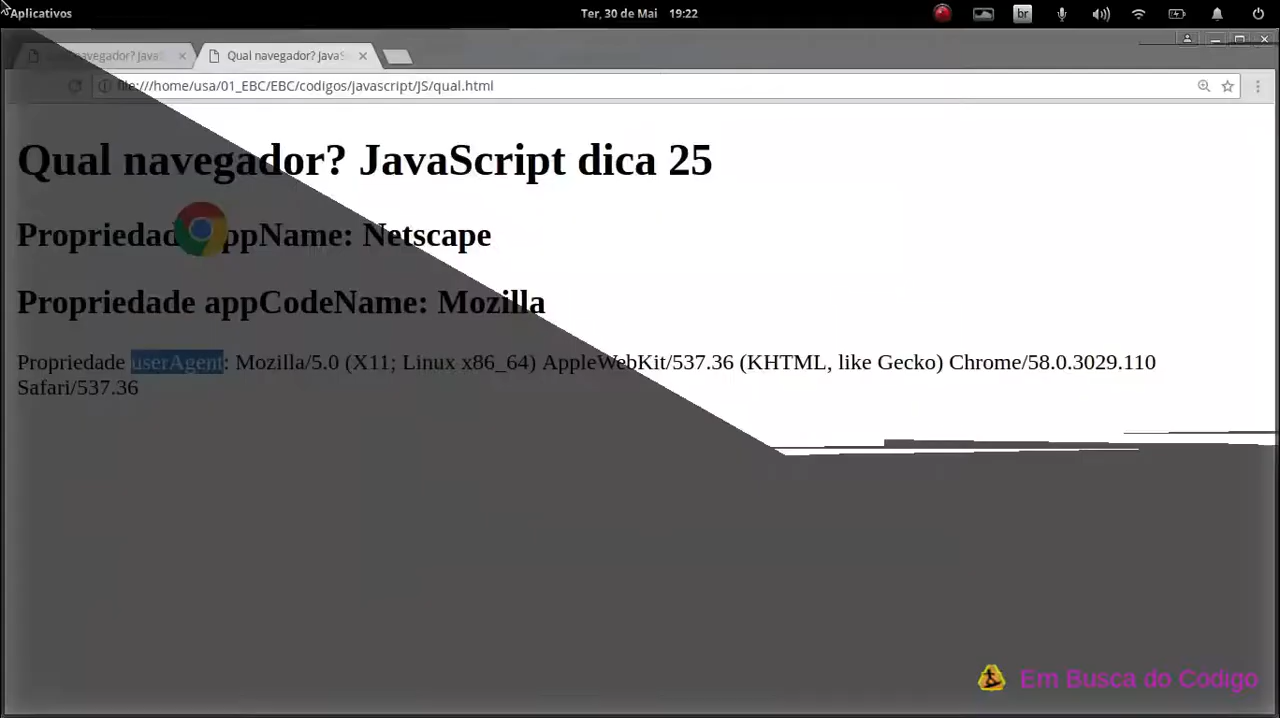 Aplicativos
Ter, 30 de Mai 19:22
br
Qual navegador? JavaS
Qual navegador? JavaS
file:///home/usa/01_EBC/EBC/codigos/javascript/JS/qual.html
Qual navegador? JavaScript dica 25
Propriedade appName: Netscape
Propriedade appCodeName: Mozilla
Propriedade userAgent: Mozilla/5.0 (X11; Linux x86_64) AppleWebKit/537.36 (KHTML, like Gecko) Chrome/58.0.3029.110
Safari/537.36
Em Busca do Codigo